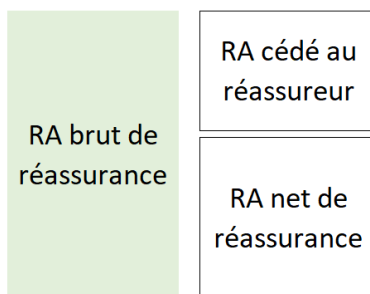 RA brut de
réassurance
RA cédé au
réassureur
RA net de
réassurance